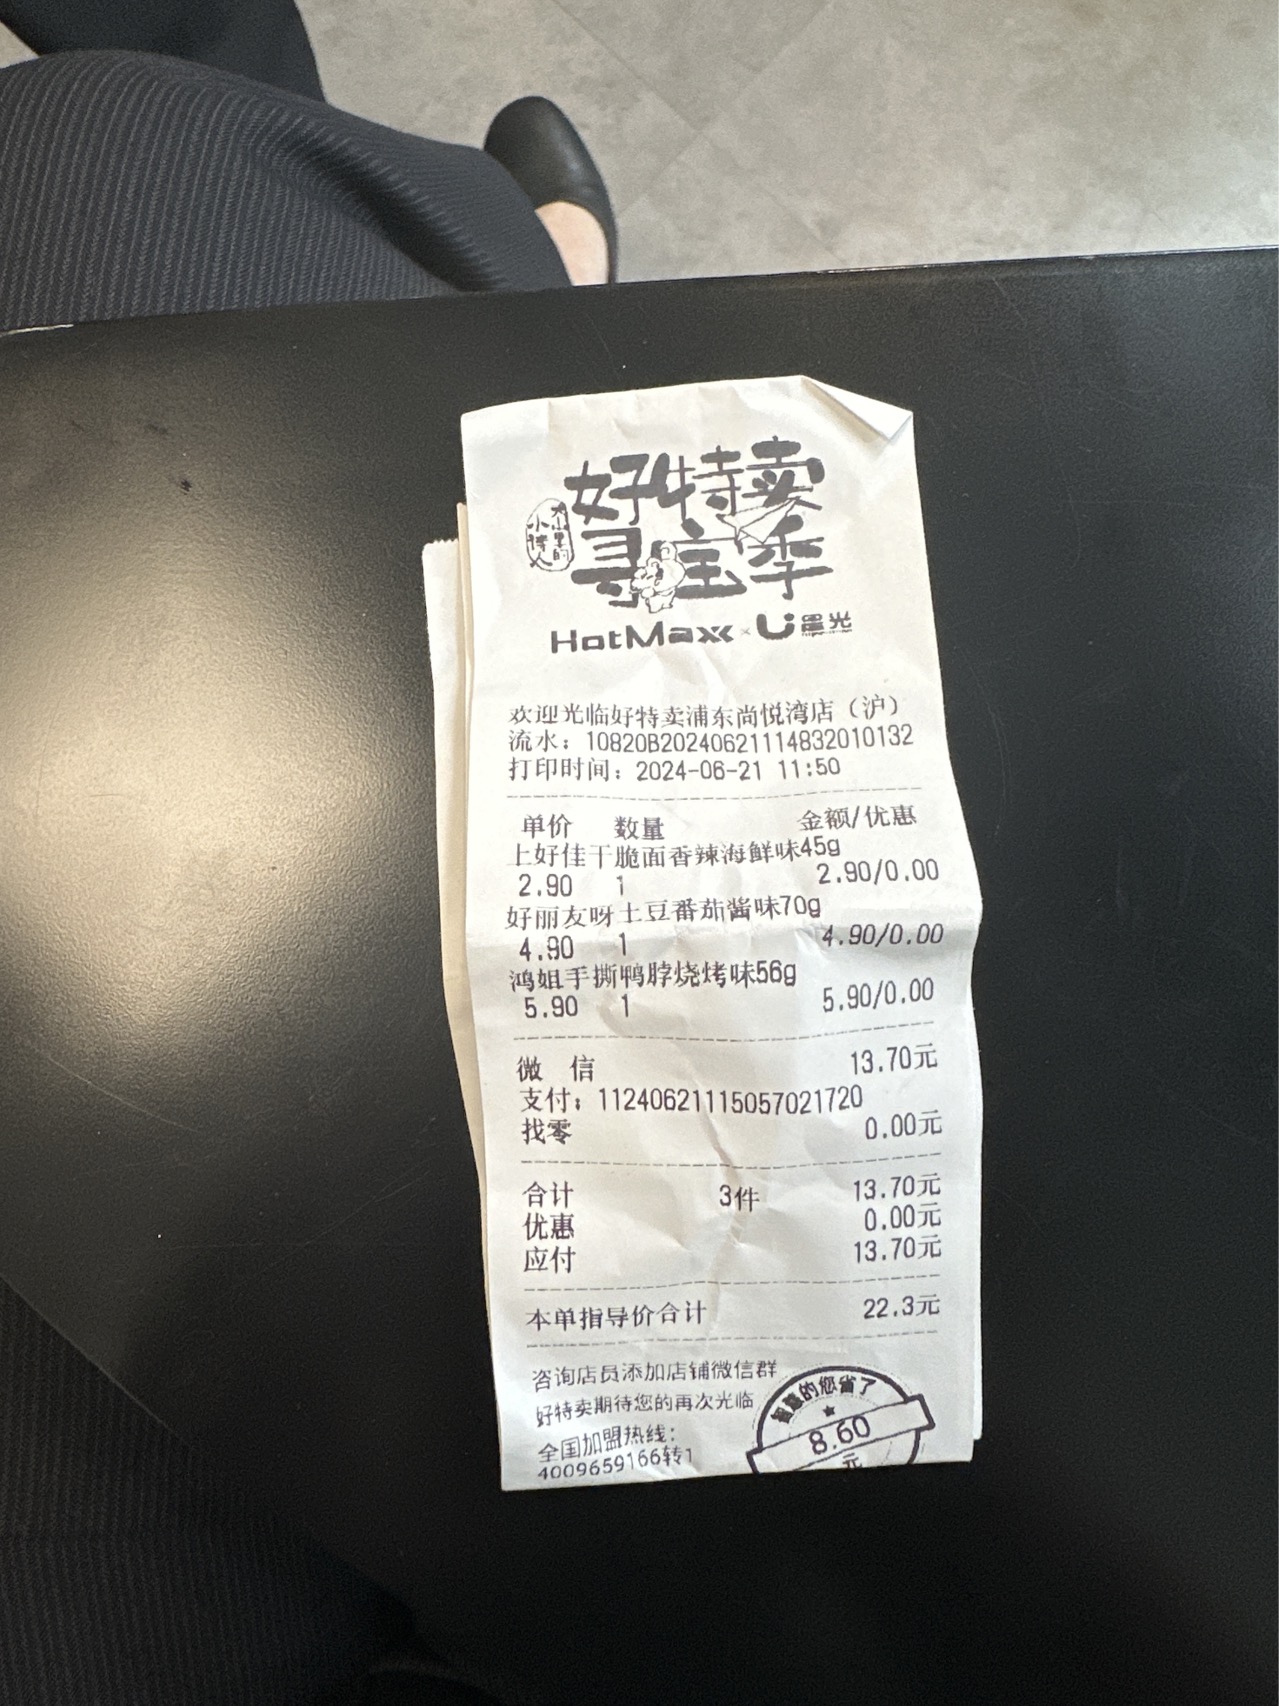 好特卖
寻宝季
大小星的
小特人
HotMaxx × U 星光
欢迎光临好特卖浦东尚悦湾店（沪）
流水：10820B20240621114832010132
打印时间：2024-06-21 11:50
单价 数量 金额/优惠
上好佳干脆面香辣海鲜味45g
2.90 1 2.90/0.00
好丽友呀土豆番茄酱味70g
4.90 1 4.90/0.00
鸿姐手撕鸭脖烧烤味56g
5.90 1 5.90/0.00
微 信 13.70元
支付：11240621115057021720
找零 0.00元
合计 3件 13.70元
优惠 0.00元
应付 13.70元
本单指导价合计 22.3元
咨询店员添加店铺微信群
好特卖期待您的再次光临
全国加盟热线：
4009659166转1
智慧的您省了
8.60
元